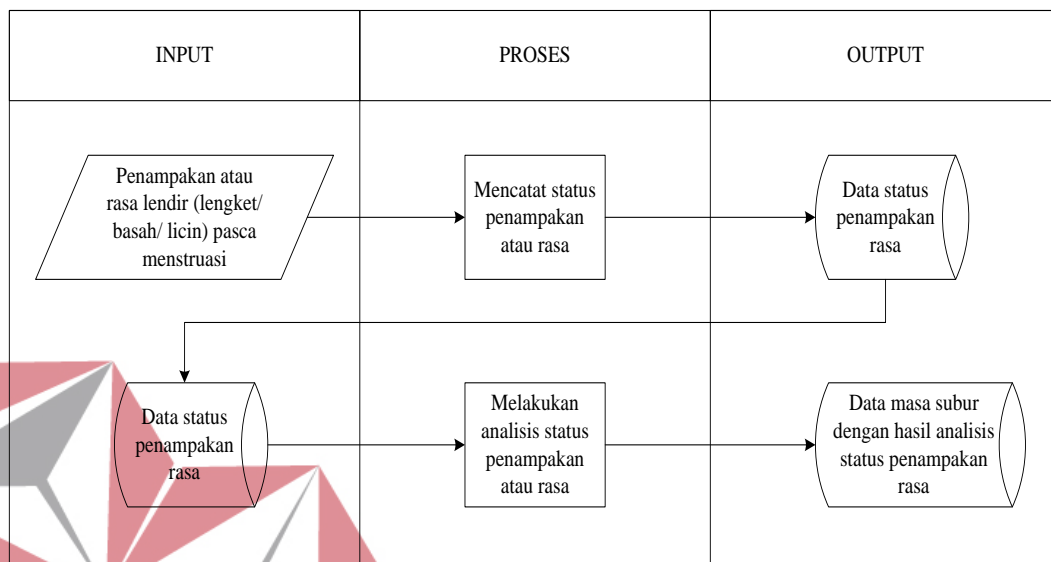 INPUT
PROSES
OUTPUT
Penampakan atau
rasa lendir (lengket/
basah/ licin) pasca
menstruasi
Mencatat status
penampakan
atau rasa
Data status
penampakan
rasa
Data status
penampakan
rasa
Melakukan
analisis status
penampakan
atau rasa
Data masa subur
dengan hasil analisis
status penampakan
rasa